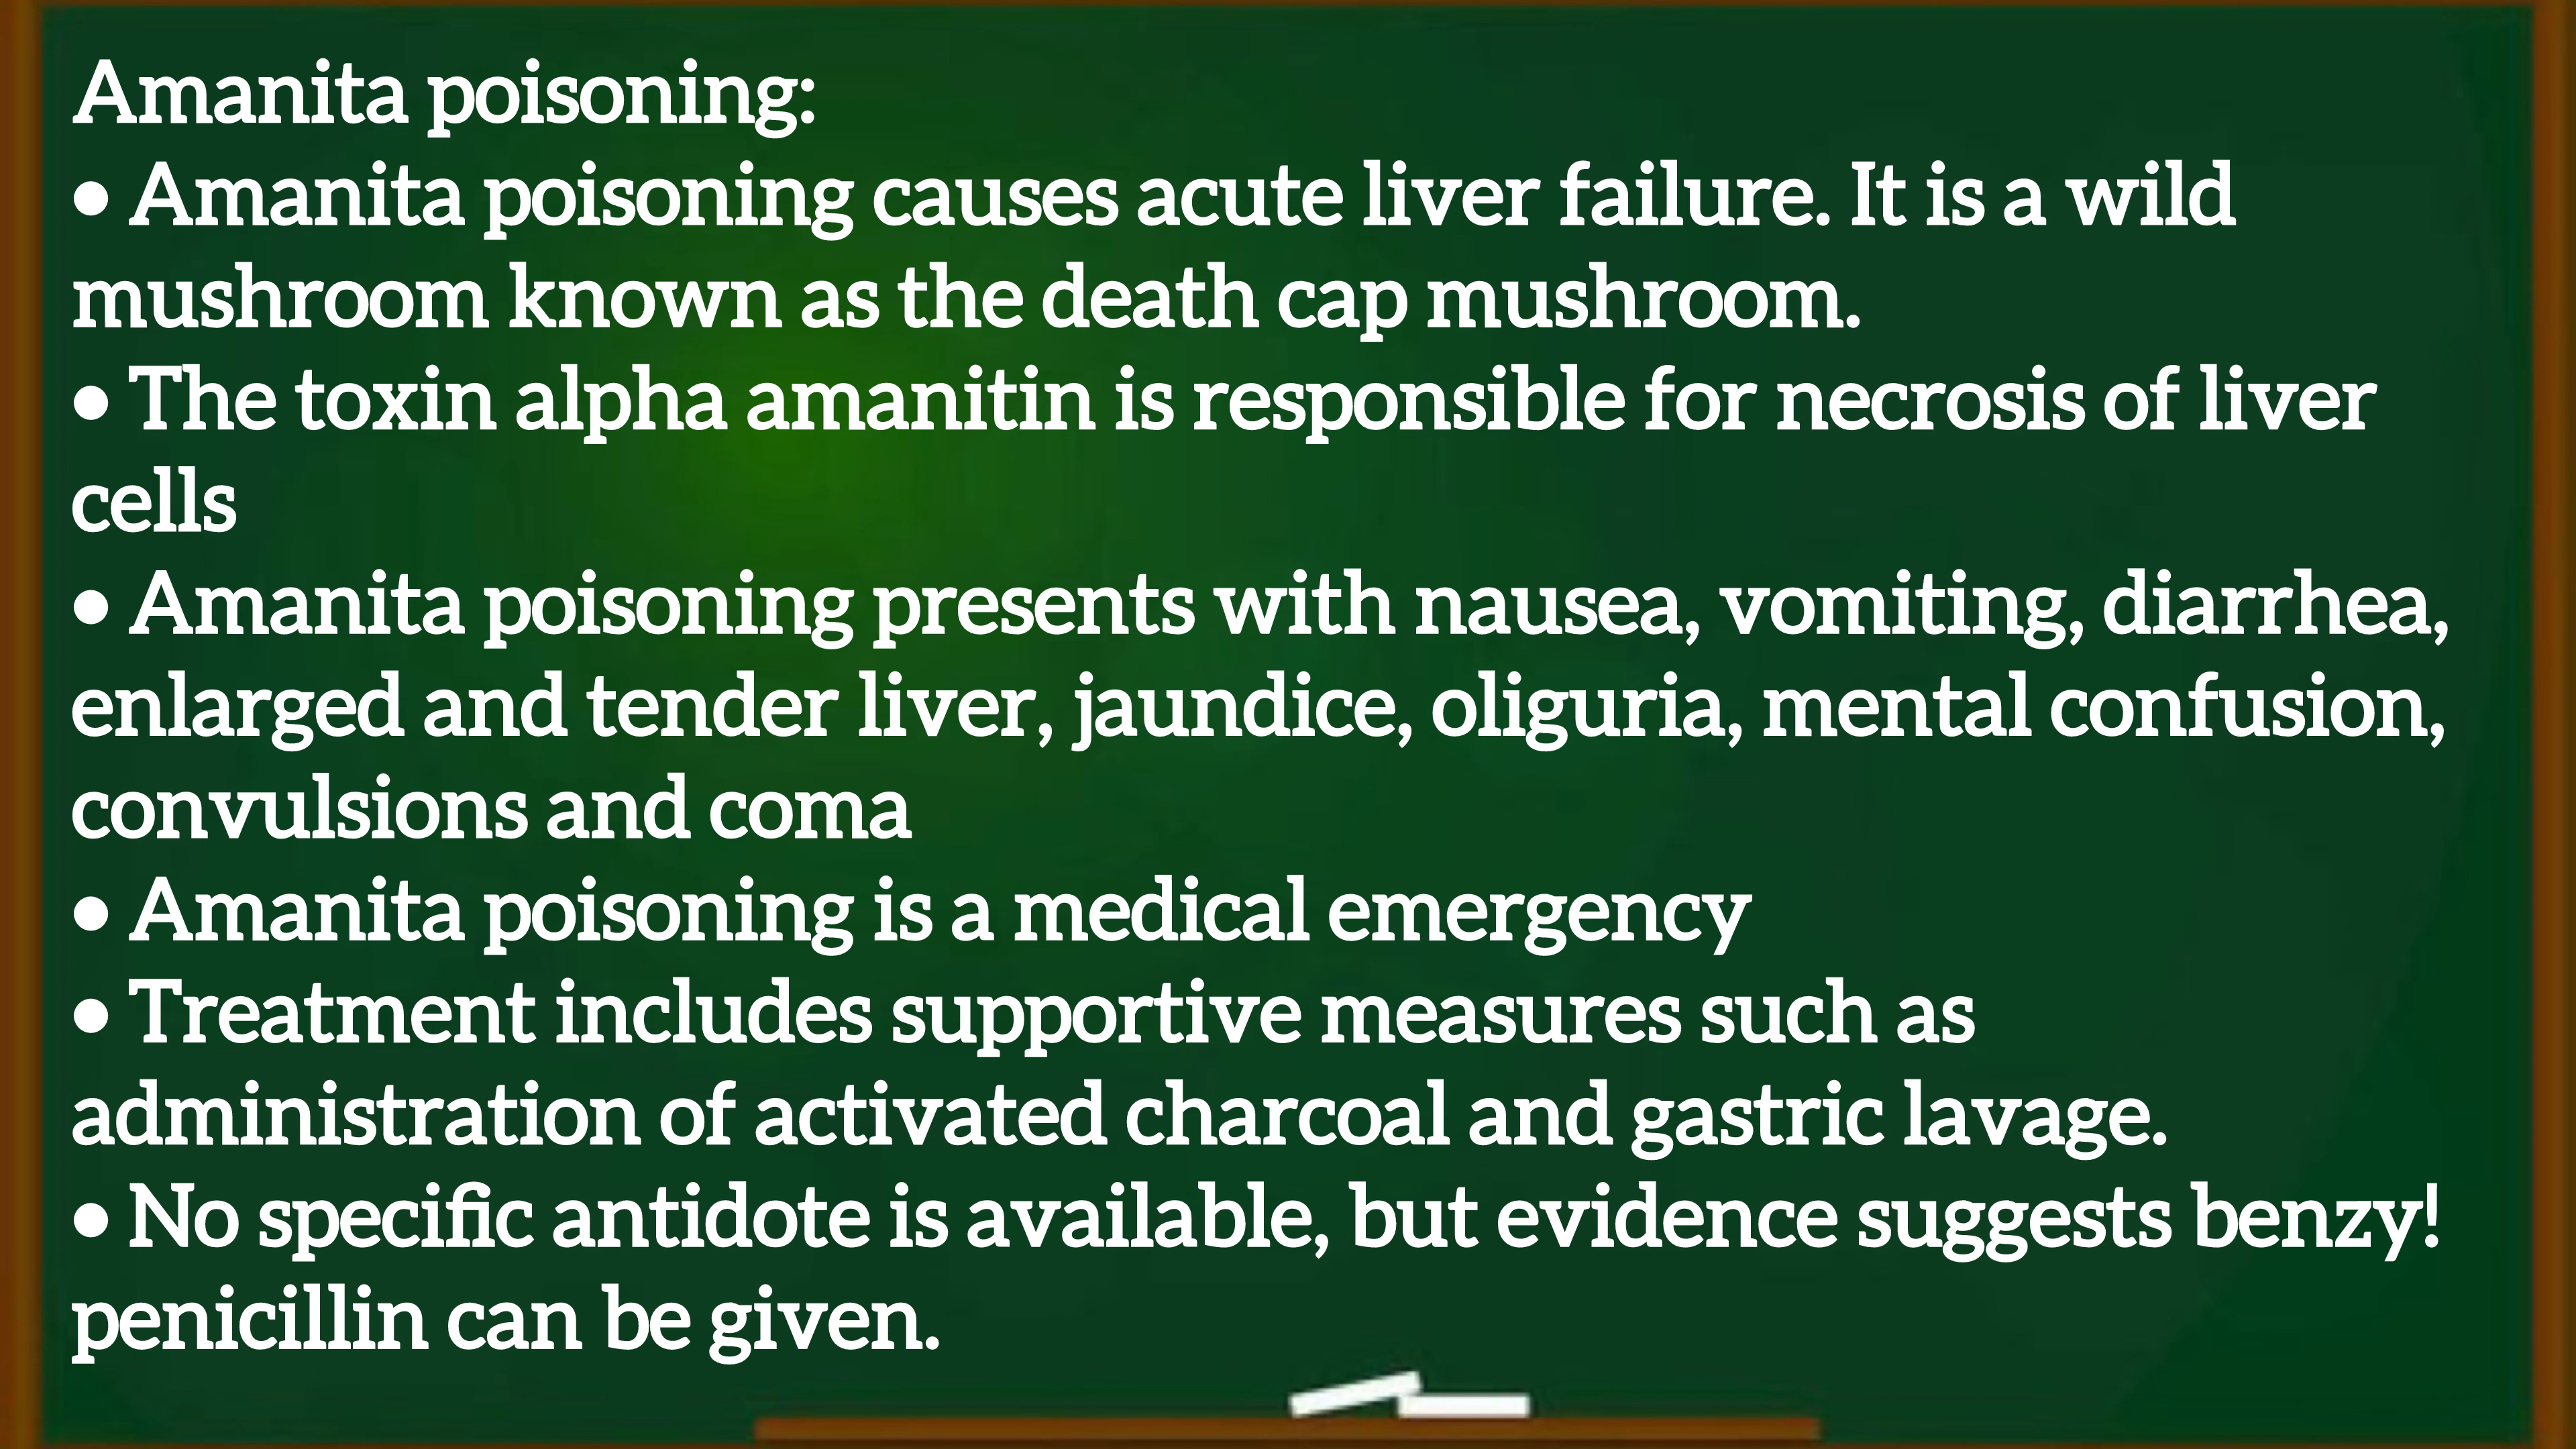 Amanita poisoning:
• Amanita poisoning causes acute liver failure. It is a wild
mushroom known as the death cap mushroom.
• The toxin alpha amanitin is responsible for necrosis of liver
cells
• Amanita poisoning presents with nausea, vomiting, diarrhea,
enlarged and tender liver, jaundice, oliguria, mental confusion,
convulsions and coma
• Amanita poisoning is a medical emergency
• Treatment includes supportive measures such as
administration of activated charcoal and gastric lavage.
• No specific antidote is available, but evidence suggests benzy!
penicillin can be given.